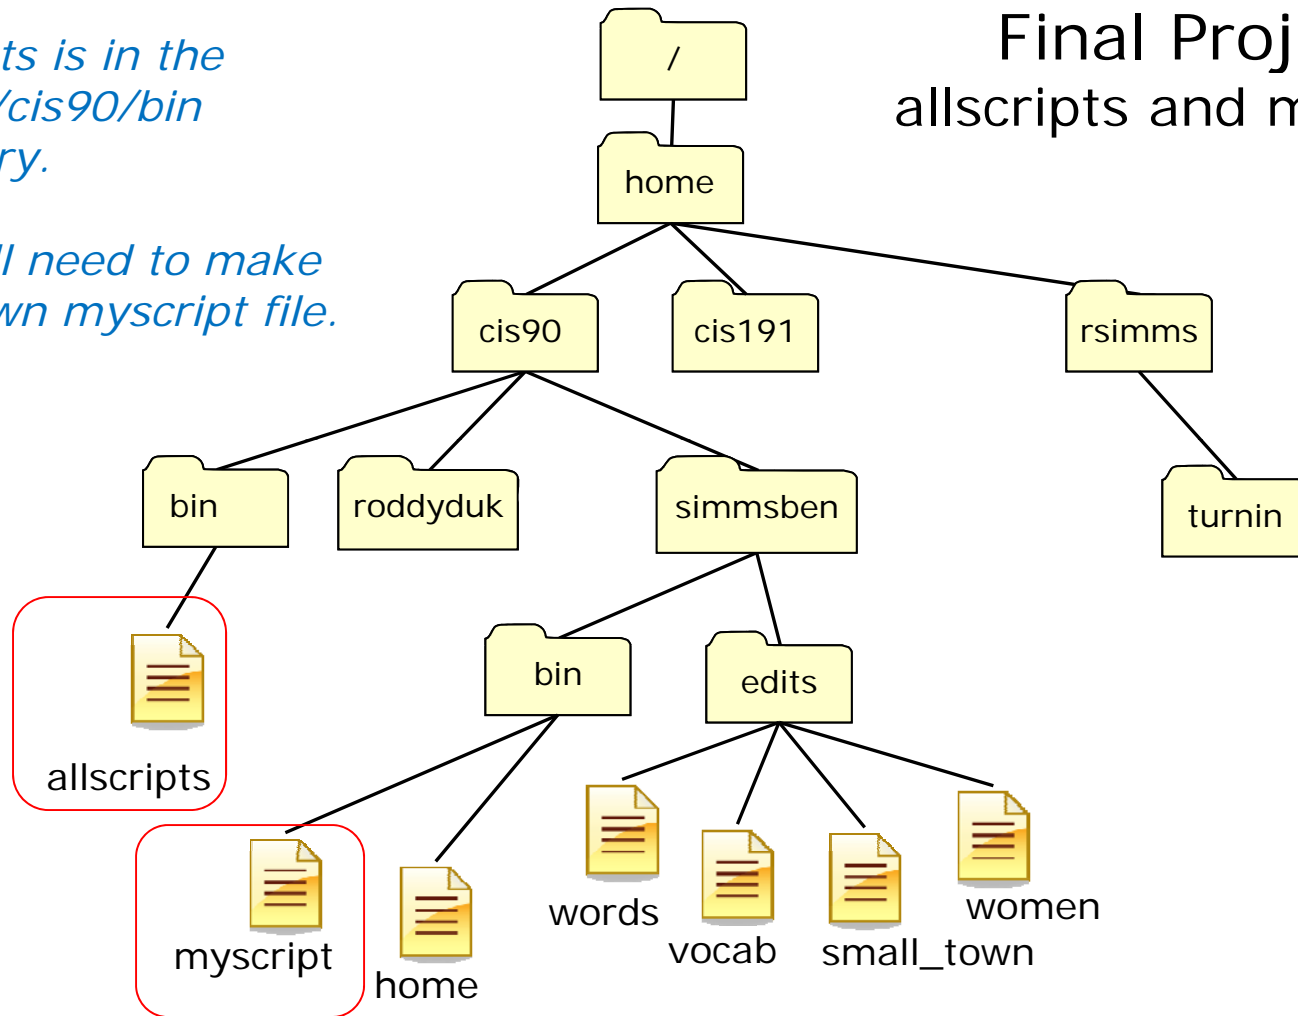 ts is in the
/cis90/bin
ry.
ll need to make
wn myscript file.
Final Proj
allscripts and m
/
home
cis90
cis191
rsimms
bin
roddyduk
simmsben
turnin
bin
edits
allscripts
myscript
home
words
vocab
small_town
women